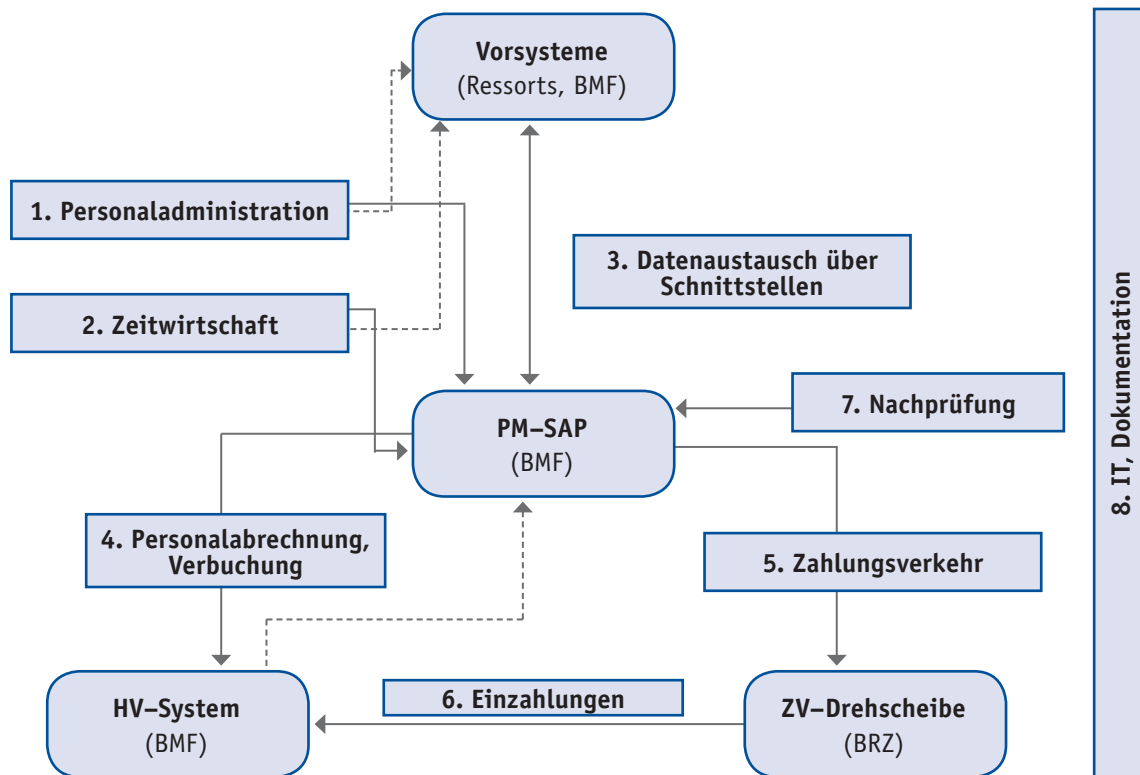 Vorsysteme
(Ressorts, BMF)
1. Personaladministration
3. Datenaustausch über
Schnittstellen
2. Zeitwirtschaft
7. Nachprüfung
PM–SAP
(BMF)
4. Personalabrechnung,
Verbuchung
5. Zahlungsverkehr
6. Einzahlungen
HV–System
(BMF)
ZV–Drehscheibe
(BRZ)
8. IT, Dokumentation